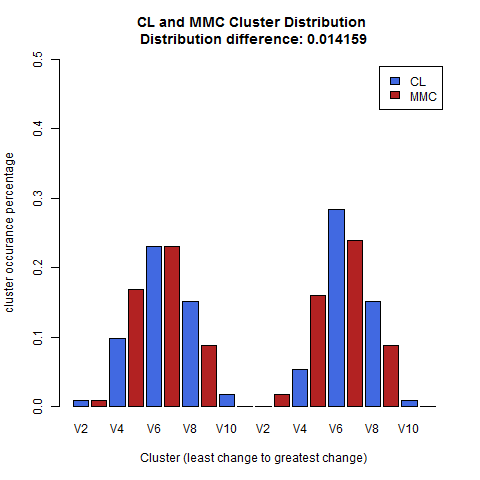 CL and MMC Cluster Distribution
Distribution difference: 0.014159
CL
MMC
cluster occurance percentage
0.5
0.4
0.3
0.2
0.1
0.0
V2 V4 V6 V8 V10 V2 V4 V6 V8 V10
Cluster (least change to greatest change)